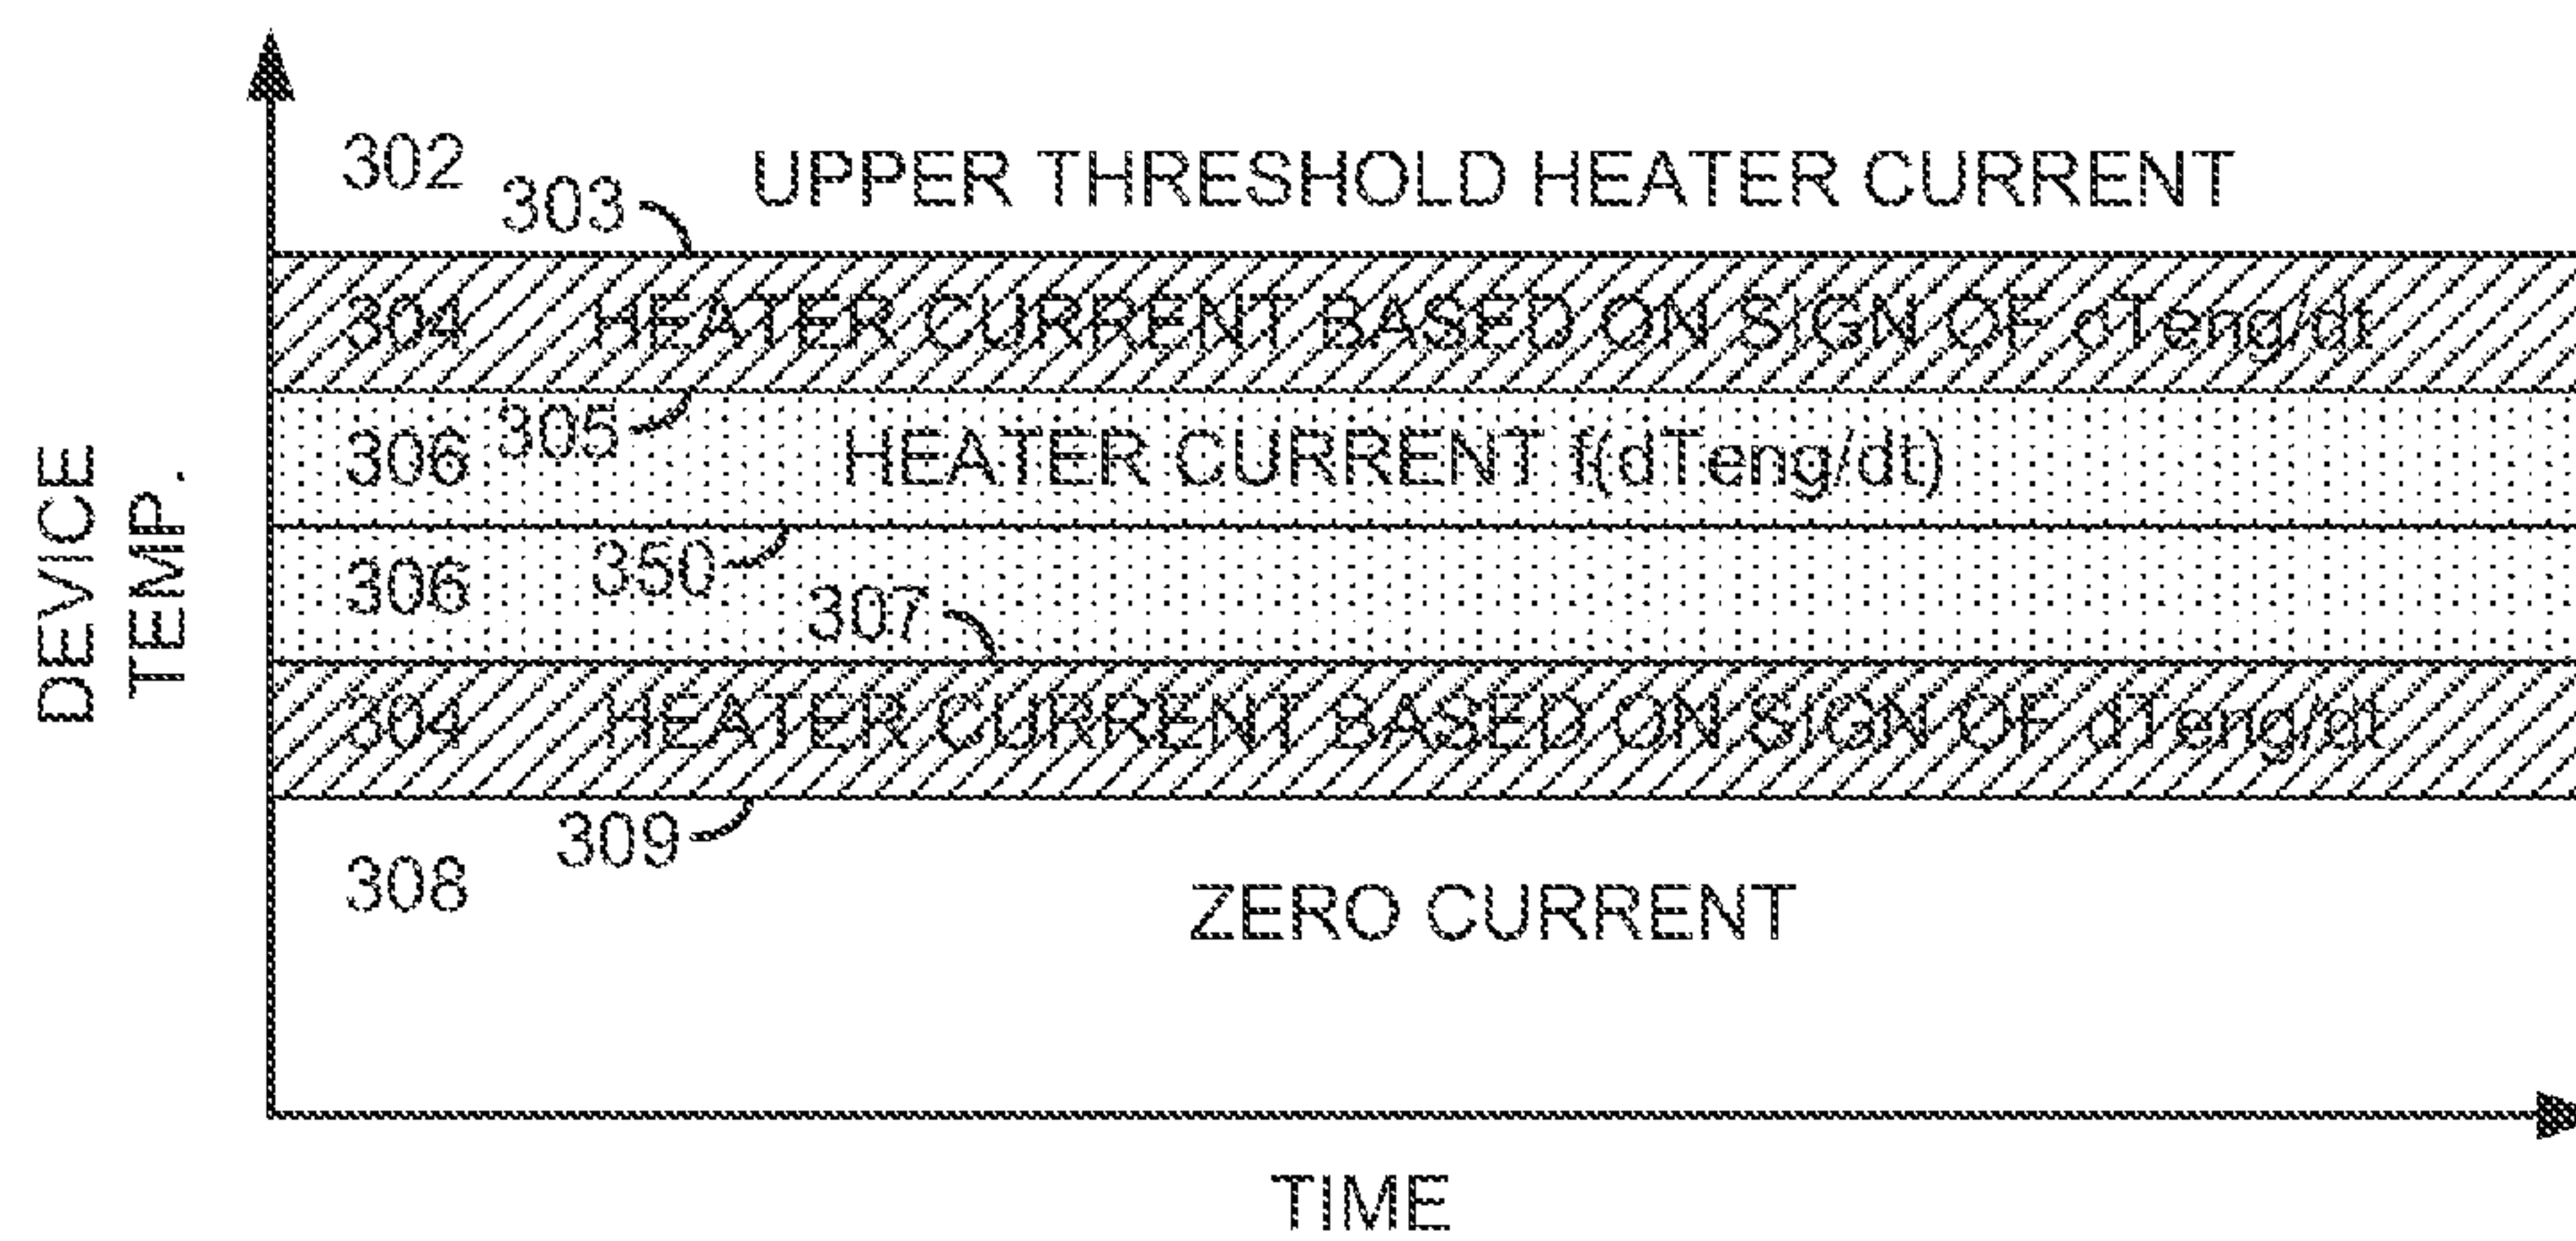 302
UPPER THRESHOLD HEATER CURRENT
303
304 HEATER CURRENT BASED ON SIGN OF dTeng/dt
305
306 HEATER CURRENT f(dTeng/dt)
350
306
307
304 HEATER CURRENT BASED ON SIGN OF dTeng/dt
309
308
ZERO CURRENT
DEVICE
TEMP.
TIME